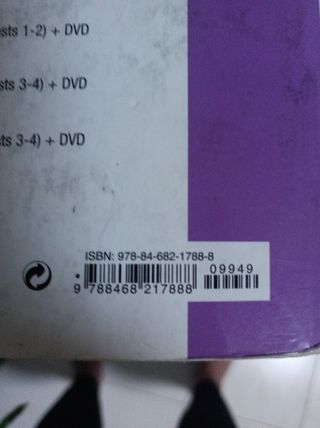 sts 1-2) + DVD
sts 3-4) + DVD
sts 3-4) + DVD
ISBN: 978-84-682-1788-8
09949
9 788468 217888